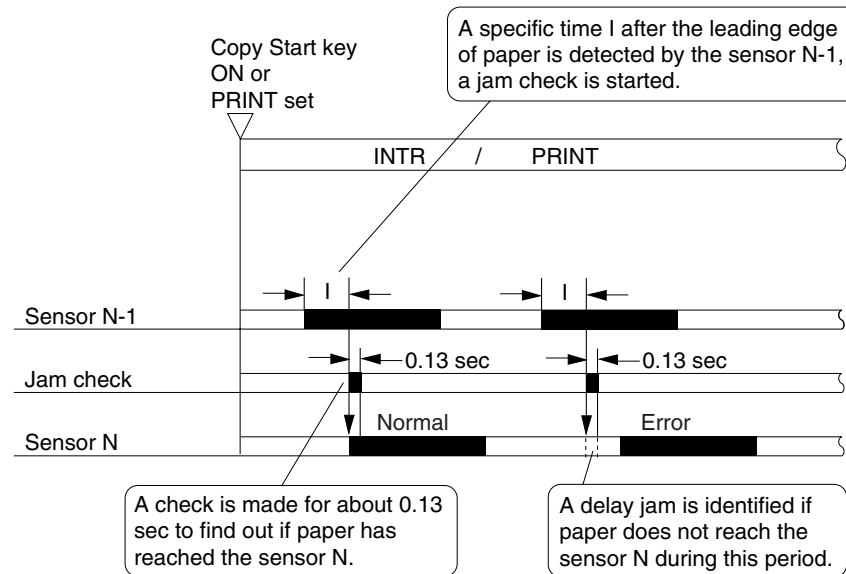 A specific time I after the leading edge
of paper is detected by the sensor N-1,
a jam check is started.
Copy Start key
ON or
PRINT set
INTR / PRINT
I I
Sensor N-1
0.13 sec 0.13 sec
Jam check
Normal Error
Sensor N
A check is made for about 0.13
sec to find out if paper has
reached the sensor N.
A delay jam is identified if
paper does not reach the
sensor N during this period.